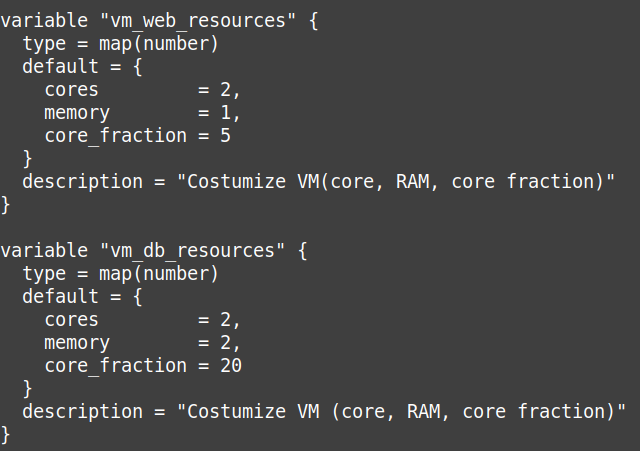 variable "vm_web_resources" {
  type = map(number)
  default = {
    cores         = 2,
    memory        = 1,
    core_fraction = 5
  }
  description = "Costumize VM(core, RAM, core fraction)"
}

variable "vm_db_resources" {
  type = map(number)
  default = {
    cores         = 2,
    memory        = 2,
    core_fraction = 20
  }
  description = "Costumize VM (core, RAM, core fraction)"
}